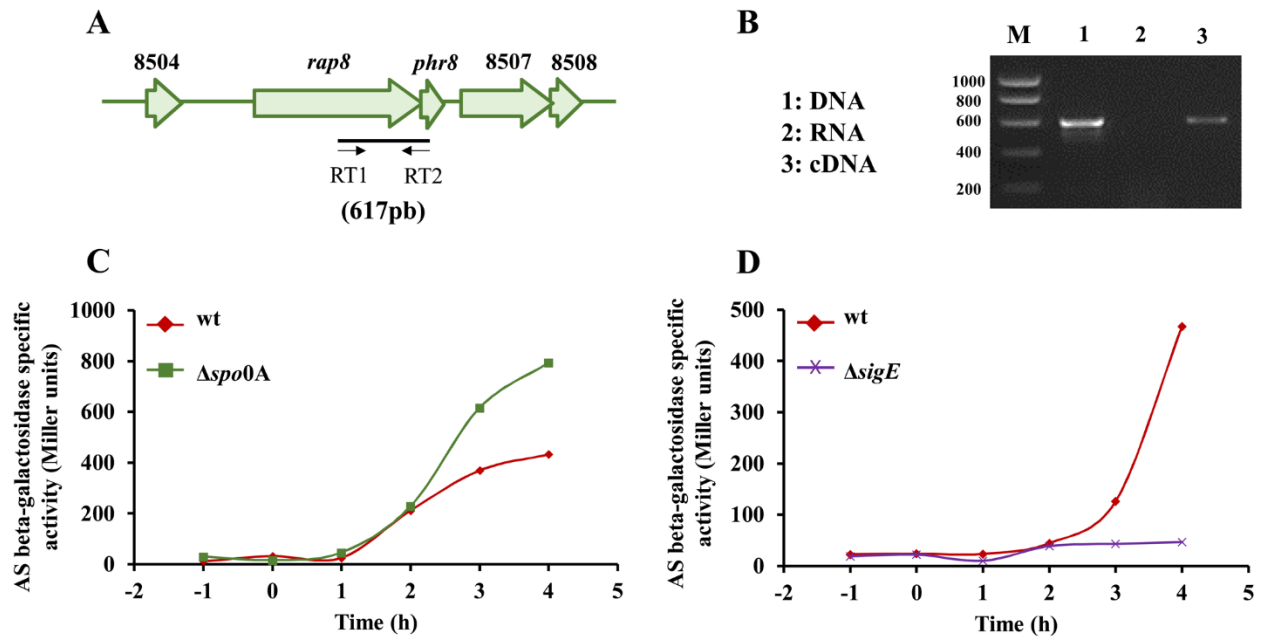 A
8504 rap8 phr8 8507 8508
RT1 RT2
(617pb)
B
M 1 2 3
1: DNA
2: RNA
3: cDNA
1000
800
600
400
200
C
AS beta-galactosidase specific
activity (Miller units)
1000
800
600
400
200
0
wt
Δspo0A
-2 -1 0 1 2 3 4 5
Time (h)
D
AS beta-galactosidase specific
activity (Miller units)
500
400
300
200
100
0
wt
ΔsigE
-2 -1 0 1 2 3 4 5
Time (h)